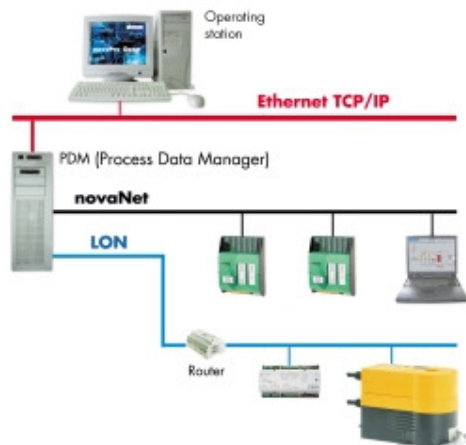 Operating
station
Ethernet TCP/IP
PDM (Process Data Manager)
novaNet
LON
Router